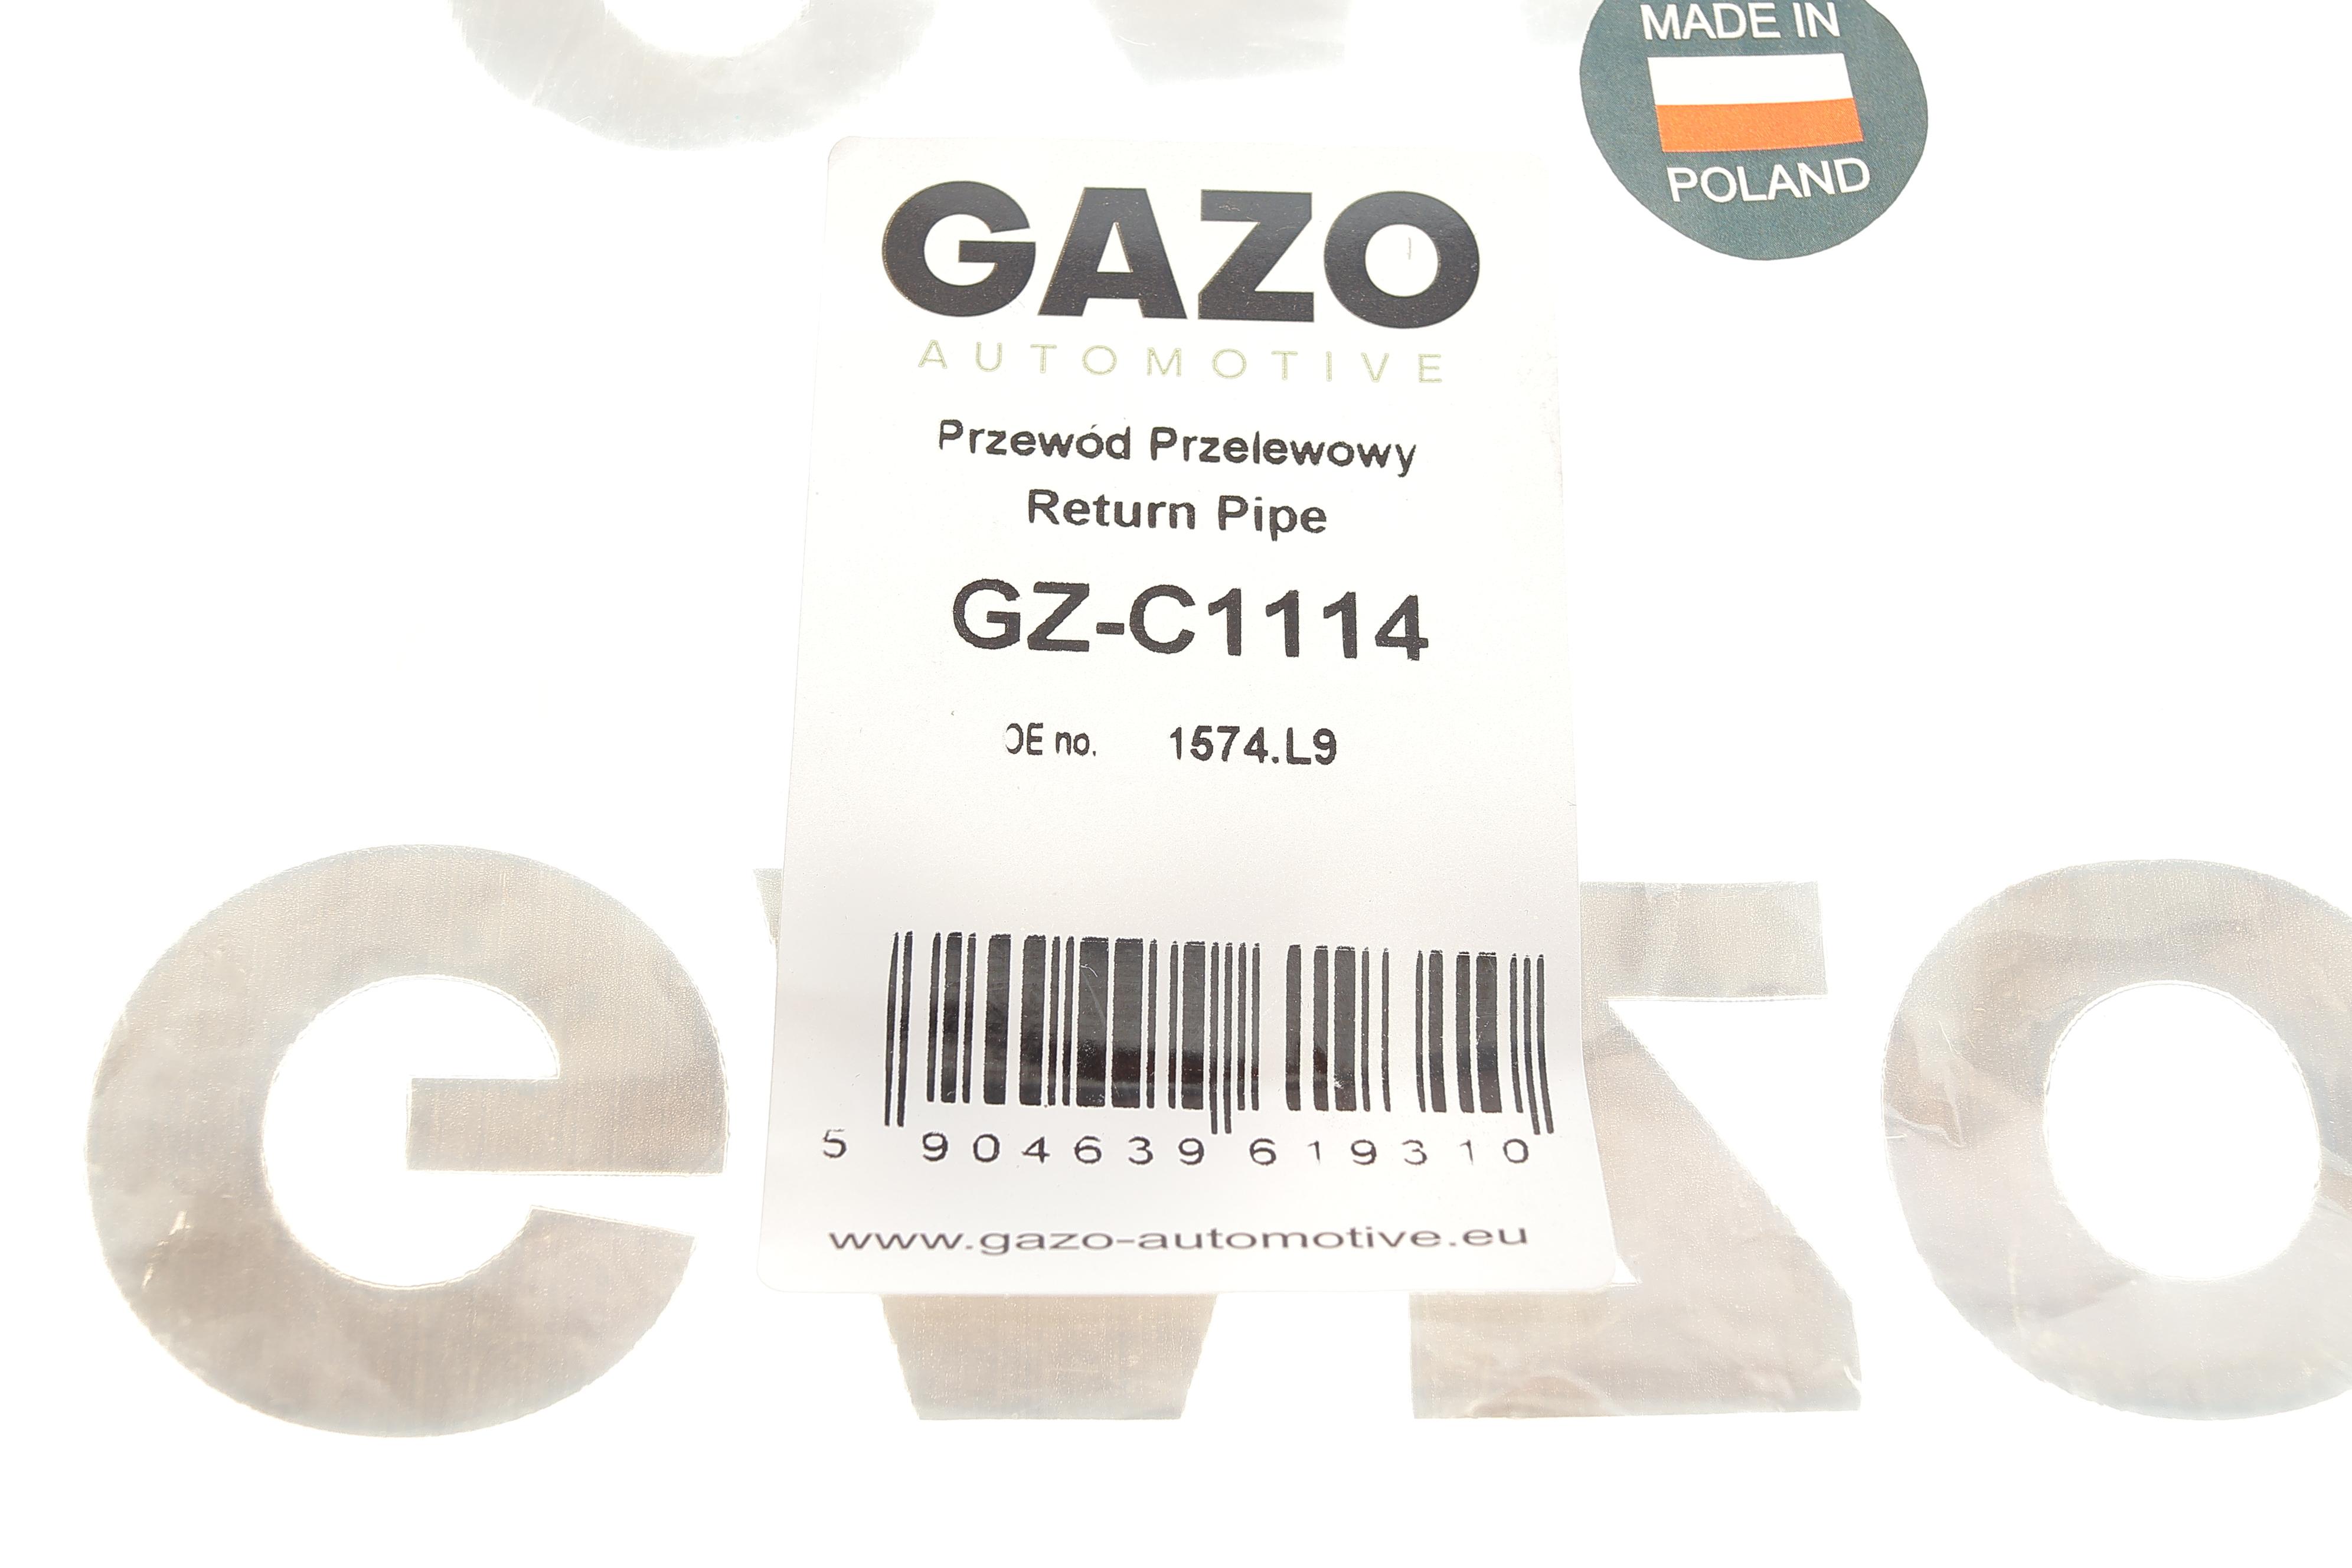 MADE IN
POLAND
GAZO
AUTOMOTIVE
Przewód Przelewowy
Return Pipe
GZ-C1114
OE no. 1574.L9
5 904639 619310
www.gazo-automotive.eu